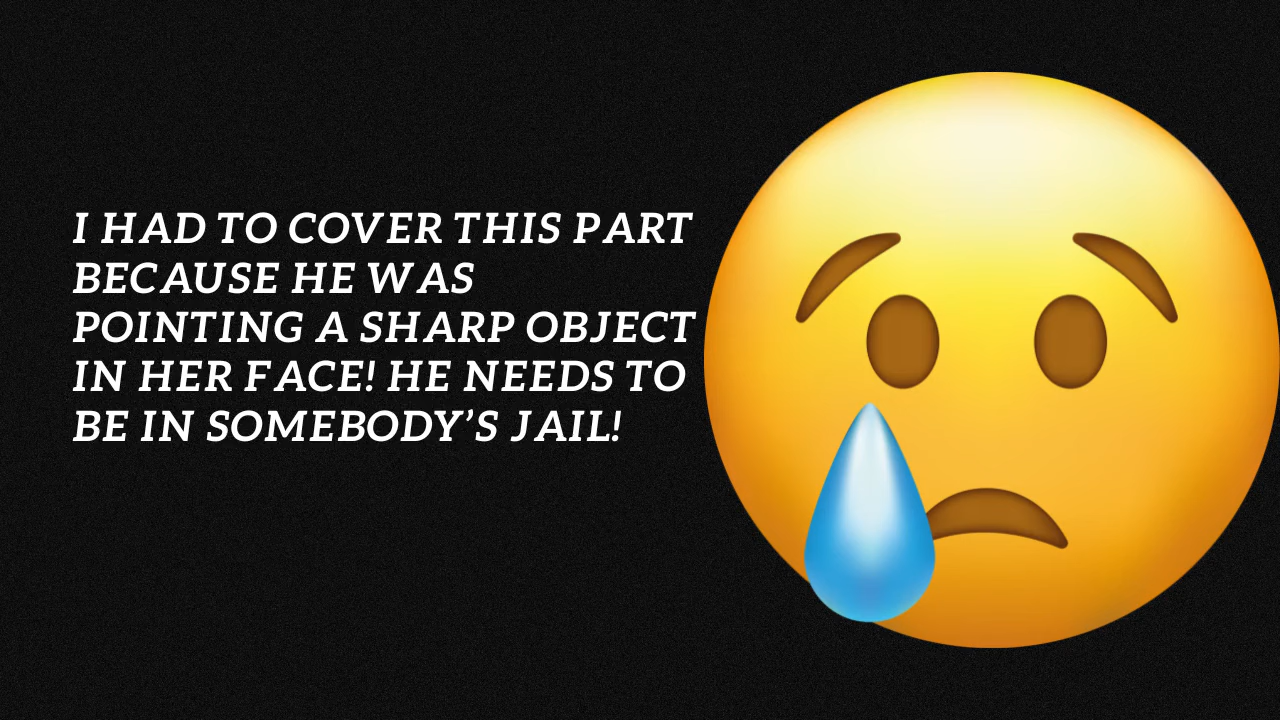 I HAD TO COVER THIS PART
BECAUSE HE WAS
POINTING A SHARP OBJECT
IN HER FACE! HE NEEDS TO
BE IN SOMEBODY’S JAIL!